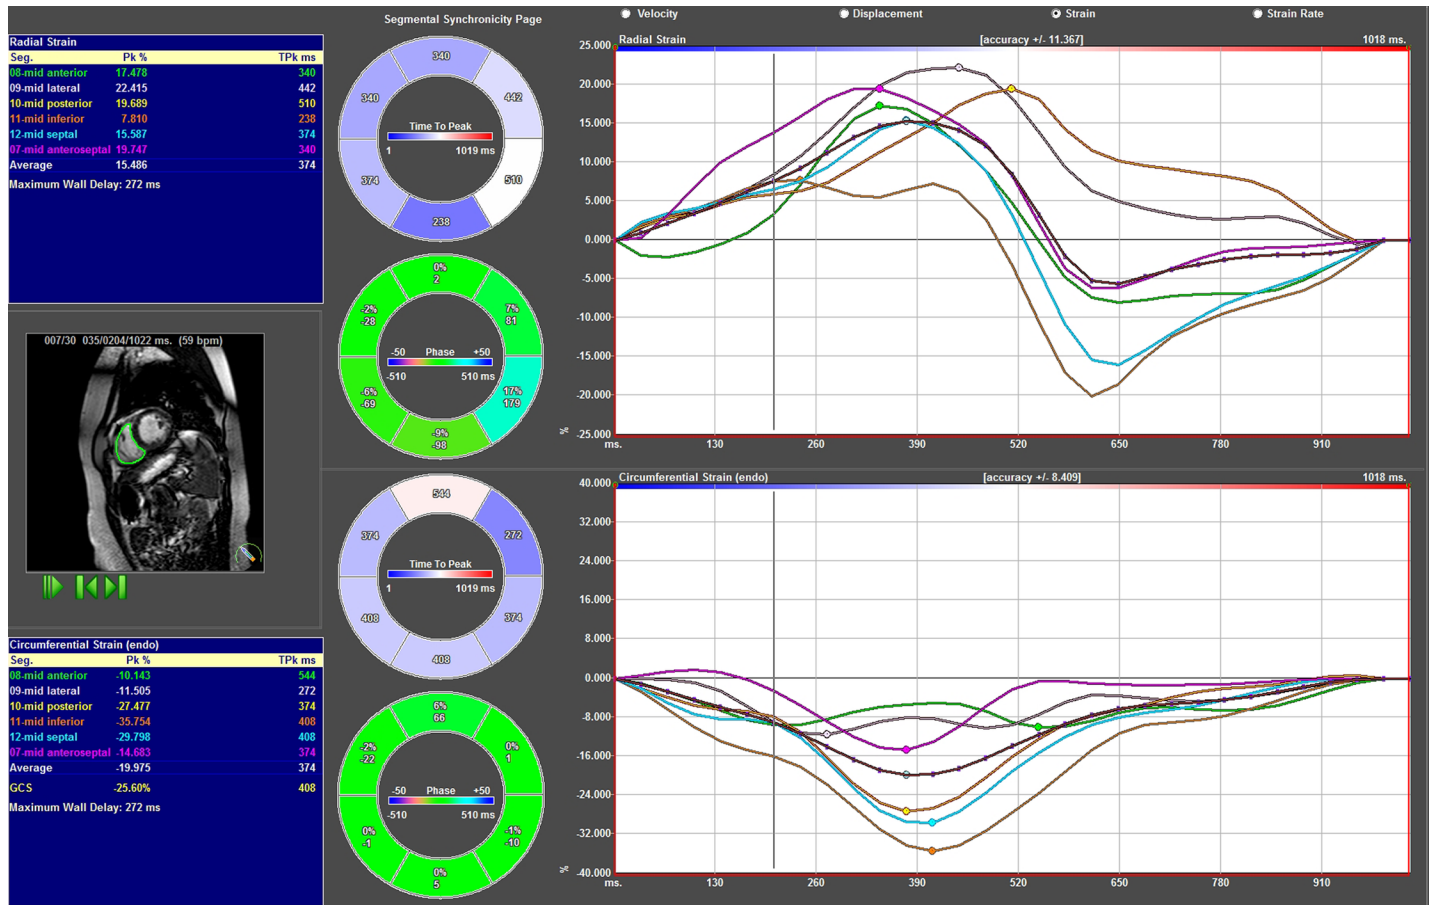 Segmental Synchronicity Page
Velocity Displacement Strain Strain Rate
Radial Strain
Seg. Pk % TPk ms
08-mid anterior 17.478 340
09-mid lateral 22.415 442
10-mid posterior 19.689 510
11-mid inferior 7.810 238
12-mid septal 15.587 374
07-mid anteroseptal 19.747 340
Average 15.486 374
Maximum Wall Delay: 272 ms
340
340
442
Time To Peak
1 1019 ms
374
510
238
0%
2
-2%
-28
7%
81
-50 Phase +50
-510 510 ms
-6%
-69
17%
179
-9%
-98
Radial Strain [accuracy +/- 11.367] 1018 ms.
25.000
20.000
15.000
10.000
5.000
0.000
-5.000
-10.000
-15.000
-20.000
-25.000
%
ms. 130 260 390 520 650 780 910
007/30 035/0204/1022 ms. (59 bpm)
Circumferential Strain (endo)
Seg. Pk % TPk ms
08-mid anterior -10.143 544
09-mid lateral -11.505 272
10-mid posterior -27.477 374
11-mid inferior -35.754 408
12-mid septal -29.798 408
07-mid anteroseptal -14.683 374
Average -19.975 374
GCS -25.60% 408
Maximum Wall Delay: 272 ms
544
374
272
Time To Peak
1 1019 ms
408
374
408
6%
66
-2%
-22
0%
1
-50 Phase +50
-510 510 ms
0%
-1
-1%
-10
0%
5
Circumferential Strain (endo) [accuracy +/- 8.409] 1018 ms.
40.000
32.000
24.000
16.000
8.000
0.000
-8.000
-16.000
-24.000
-32.000
-40.000
%
ms. 130 260 390 520 650 780 910